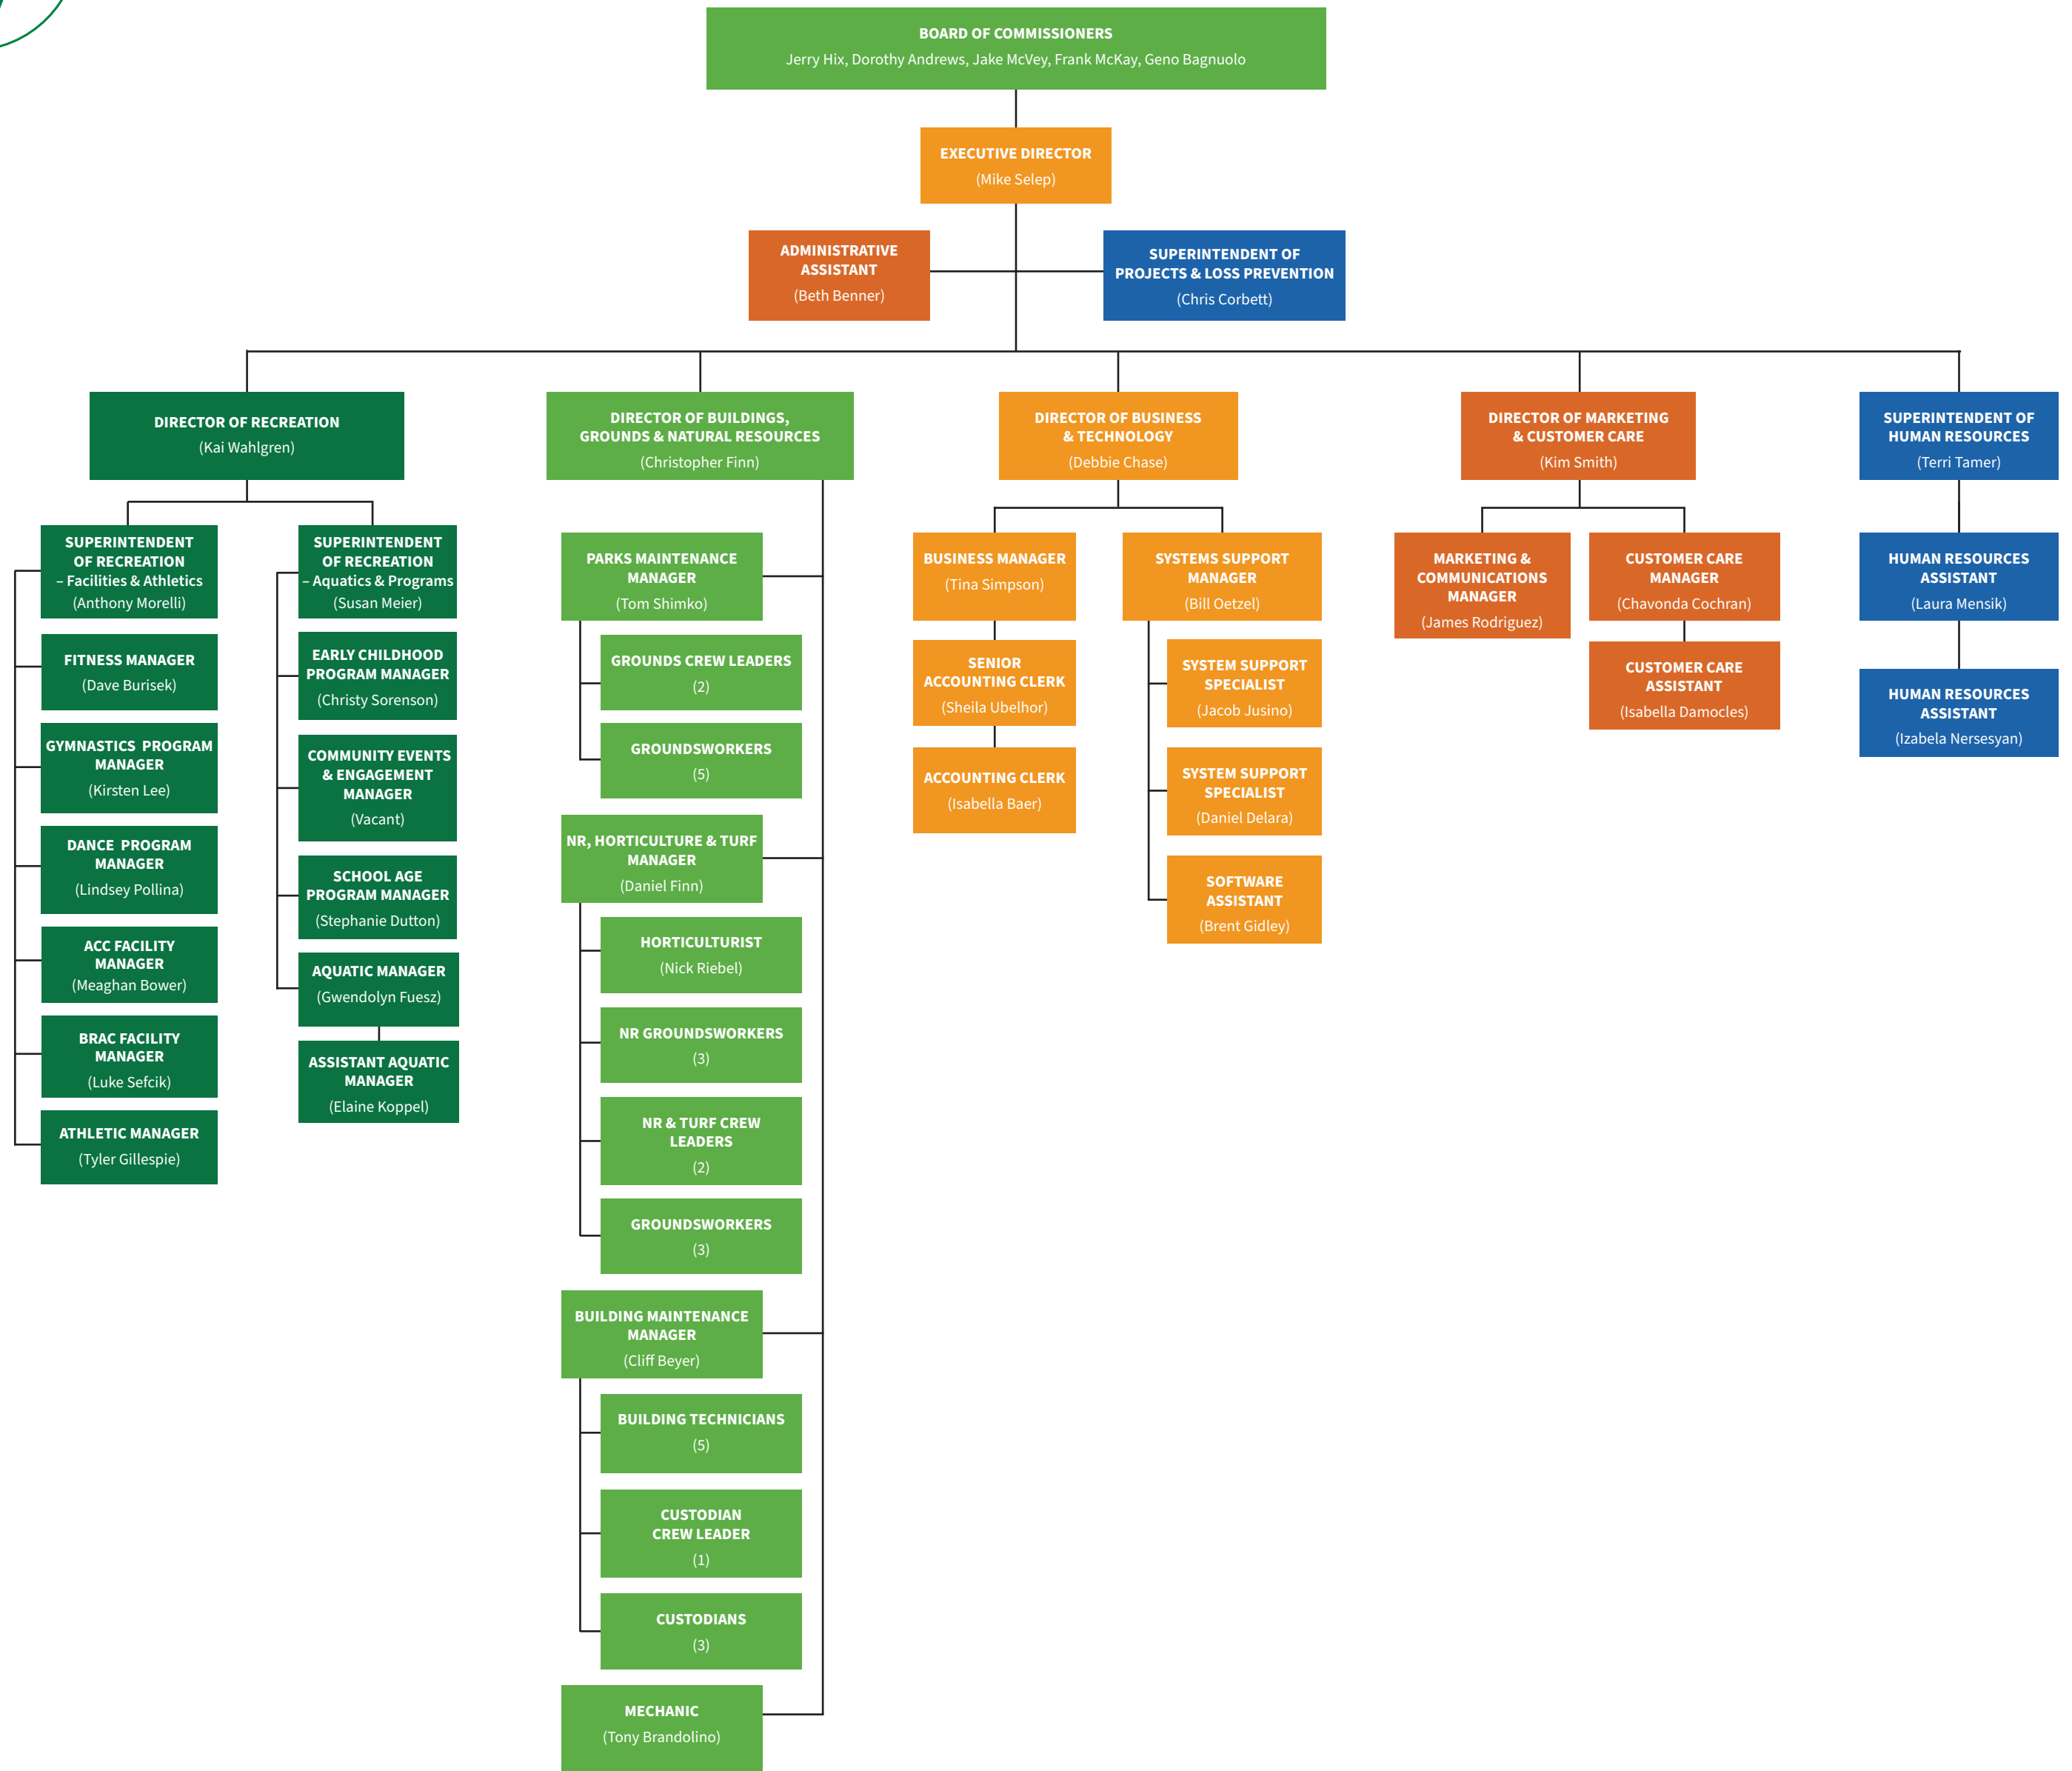 BOARD OF COMMISSIONERS
Jerry Hix, Dorothy Andrews, Jake McVey, Frank McKay, Geno Bagnuolo
EXECUTIVE DIRECTOR
(Mike Selep)
ADMINISTRATIVE
ASSISTANT
(Beth Benner)
SUPERINTENDENT OF
PROJECTS & LOSS PREVENTION
(Chris Corbett)
DIRECTOR OF RECREATION
(Kai Wahlgren)
SUPERINTENDENT
OF RECREATION
– Facilities & Athletics
(Anthony Morelli)
FITNESS MANAGER
(Dave Burisek)
GYMNASTICS PROGRAM
MANAGER
(Kirsten Lee)
DANCE PROGRAM
MANAGER
(Lindsey Pollina)
ACC FACILITY
MANAGER
(Meaghan Bower)
BRAC FACILITY
MANAGER
(Luke Sefcik)
ATHLETIC MANAGER
(Tyler Gillespie)
SUPERINTENDENT
OF RECREATION
– Aquatics & Programs
(Susan Meier)
EARLY CHILDHOOD
PROGRAM MANAGER
(Christy Sorenson)
COMMUNITY EVENTS
& ENGAGEMENT
MANAGER
(Vacant)
SCHOOL AGE
PROGRAM MANAGER
(Stephanie Dutton)
AQUATIC MANAGER
(Gwendolyn Fuesz)
ASSISTANT AQUATIC
MANAGER
(Elaine Koppel)
DIRECTOR OF BUILDINGS,
GROUNDS & NATURAL RESOURCES
(Christopher Finn)
PARKS MAINTENANCE
MANAGER
(Tom Shimko)
GROUNDS CREW LEADERS
(2)
GROUNDSWORKERS
(5)
NR, HORTICULTURE & TURF
MANAGER
(Daniel Finn)
HORTICULTURIST
(Nick Riebel)
NR GROUNDSWORKERS
(3)
NR & TURF CREW
LEADERS
(2)
GROUNDSWORKERS
(3)
BUILDING MAINTENANCE
MANAGER
(Cliff Beyer)
BUILDING TECHNICIANS
(5)
CUSTODIAN
CREW LEADER
(1)
CUSTODIANS
(3)
MECHANIC
(Tony Brandolino)
DIRECTOR OF BUSINESS
& TECHNOLOGY
(Debbie Chase)
BUSINESS MANAGER
(Tina Simpson)
SENIOR
ACCOUNTING CLERK
(Sheila Ubelhor)
ACCOUNTING CLERK
(Isabella Baer)
SYSTEMS SUPPORT
MANAGER
(Bill Oetzel)
SYSTEM SUPPORT
SPECIALIST
(Jacob Jusino)
SYSTEM SUPPORT
SPECIALIST
(Daniel Delara)
SOFTWARE
ASSISTANT
(Brent Gidley)
DIRECTOR OF MARKETING
& CUSTOMER CARE
(Kim Smith)
MARKETING &
COMMUNICATIONS
MANAGER
(James Rodriguez)
CUSTOMER CARE
MANAGER
(Chavonda Cochran)
CUSTOMER CARE
ASSISTANT
(Isabella Damocles)
SUPERINTENDENT OF
HUMAN RESOURCES
(Terri Tamer)
HUMAN RESOURCES
ASSISTANT
(Laura Mensik)
HUMAN RESOURCES
ASSISTANT
(Izabela Nersesyan)